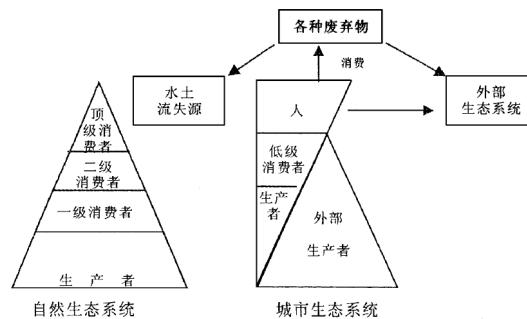 各种废弃物
消费
水土
流失源
外部
生态系统
顶
级消
费者
二级
消费者
一级消费者
生产者
人
低级
消费者
生产
者
外部
生产者
自然生态系统
城市生态系统